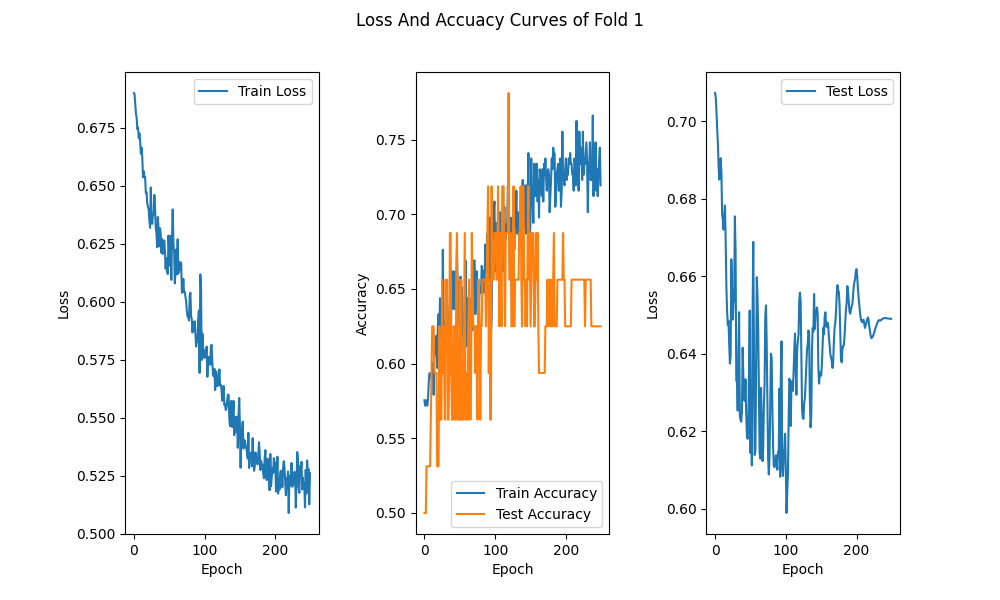 Loss And Accuacy Curves of Fold 1
Loss
0.675
0.650
0.625
0.600
0.575
0.550
0.525
0.500
0
100
200
Epoch
Train Loss
Accuracy
0.75
0.70
0.65
0.60
0.55
0.50
0
100
200
Epoch
Train Accuracy
Test Accuracy
Loss
0.70
0.68
0.66
0.64
0.62
0.60
0
100
200
Epoch
Test Loss